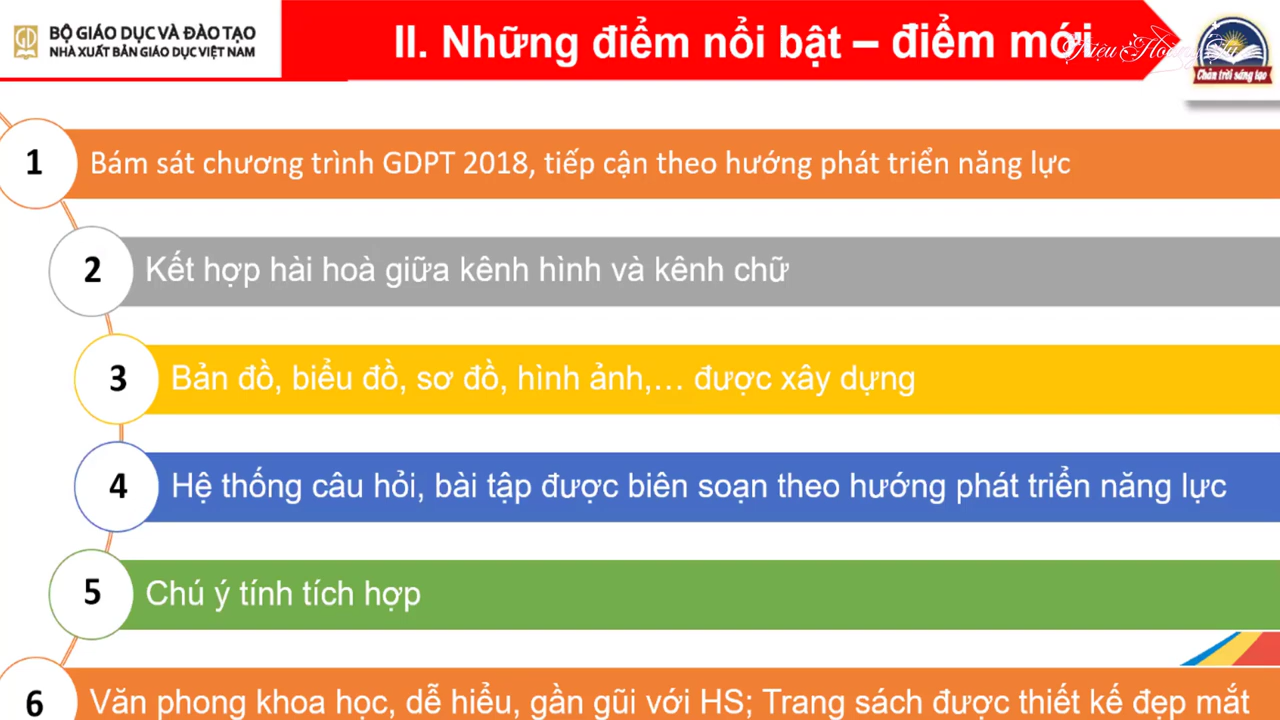 BỘ GIÁO DỤC VÀ ĐÀO TẠO
NHÀ XUẤT BẢN GIÁO DỤC VIỆT NAM
II. Những điểm nổi bật – điểm mới
Chân trời sáng tạo
1 Bám sát chương trình GDPT 2018, tiếp cận theo hướng phát triển năng lực
2 Kết hợp hài hoà giữa kênh hình và kênh chữ
3 Bản đồ, biểu đồ, sơ đồ, hình ảnh,... được xây dựng
4 Hệ thống câu hỏi, bài tập được biên soạn theo hướng phát triển năng lực
5 Chú ý tính tích hợp
6 Văn phong khoa học, dễ hiểu, gần gũi với HS; Trang sách được thiết kế đẹp mắt